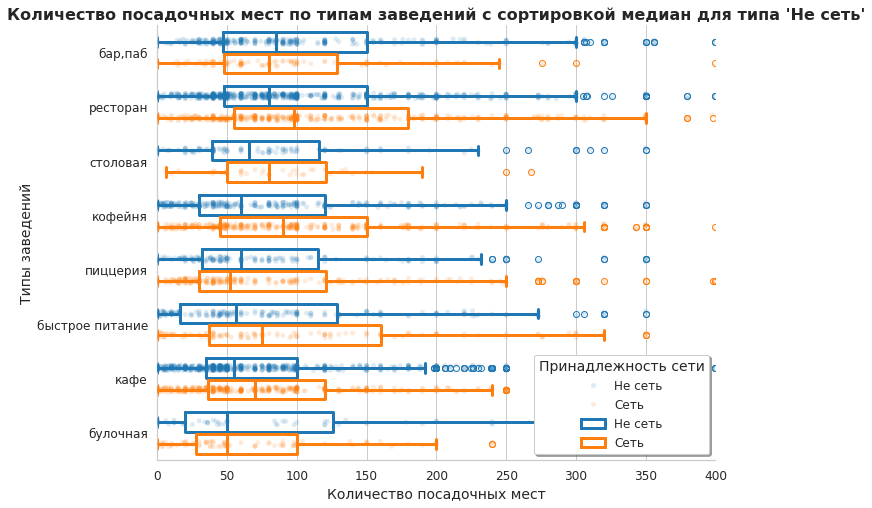 Количество посадочных мест по типам заведений с сортировкой медиан для типа 'Не сеть'
Типы заведений
бар,паб
ресторан
столовая
кофейня
пиццерия
быстрое питание
кафе
булочная
Принадлежность сети
Не сеть
Сеть
Не сеть
Сеть
0 50 100 150 200 250 300 350 400
Количество посадочных мест